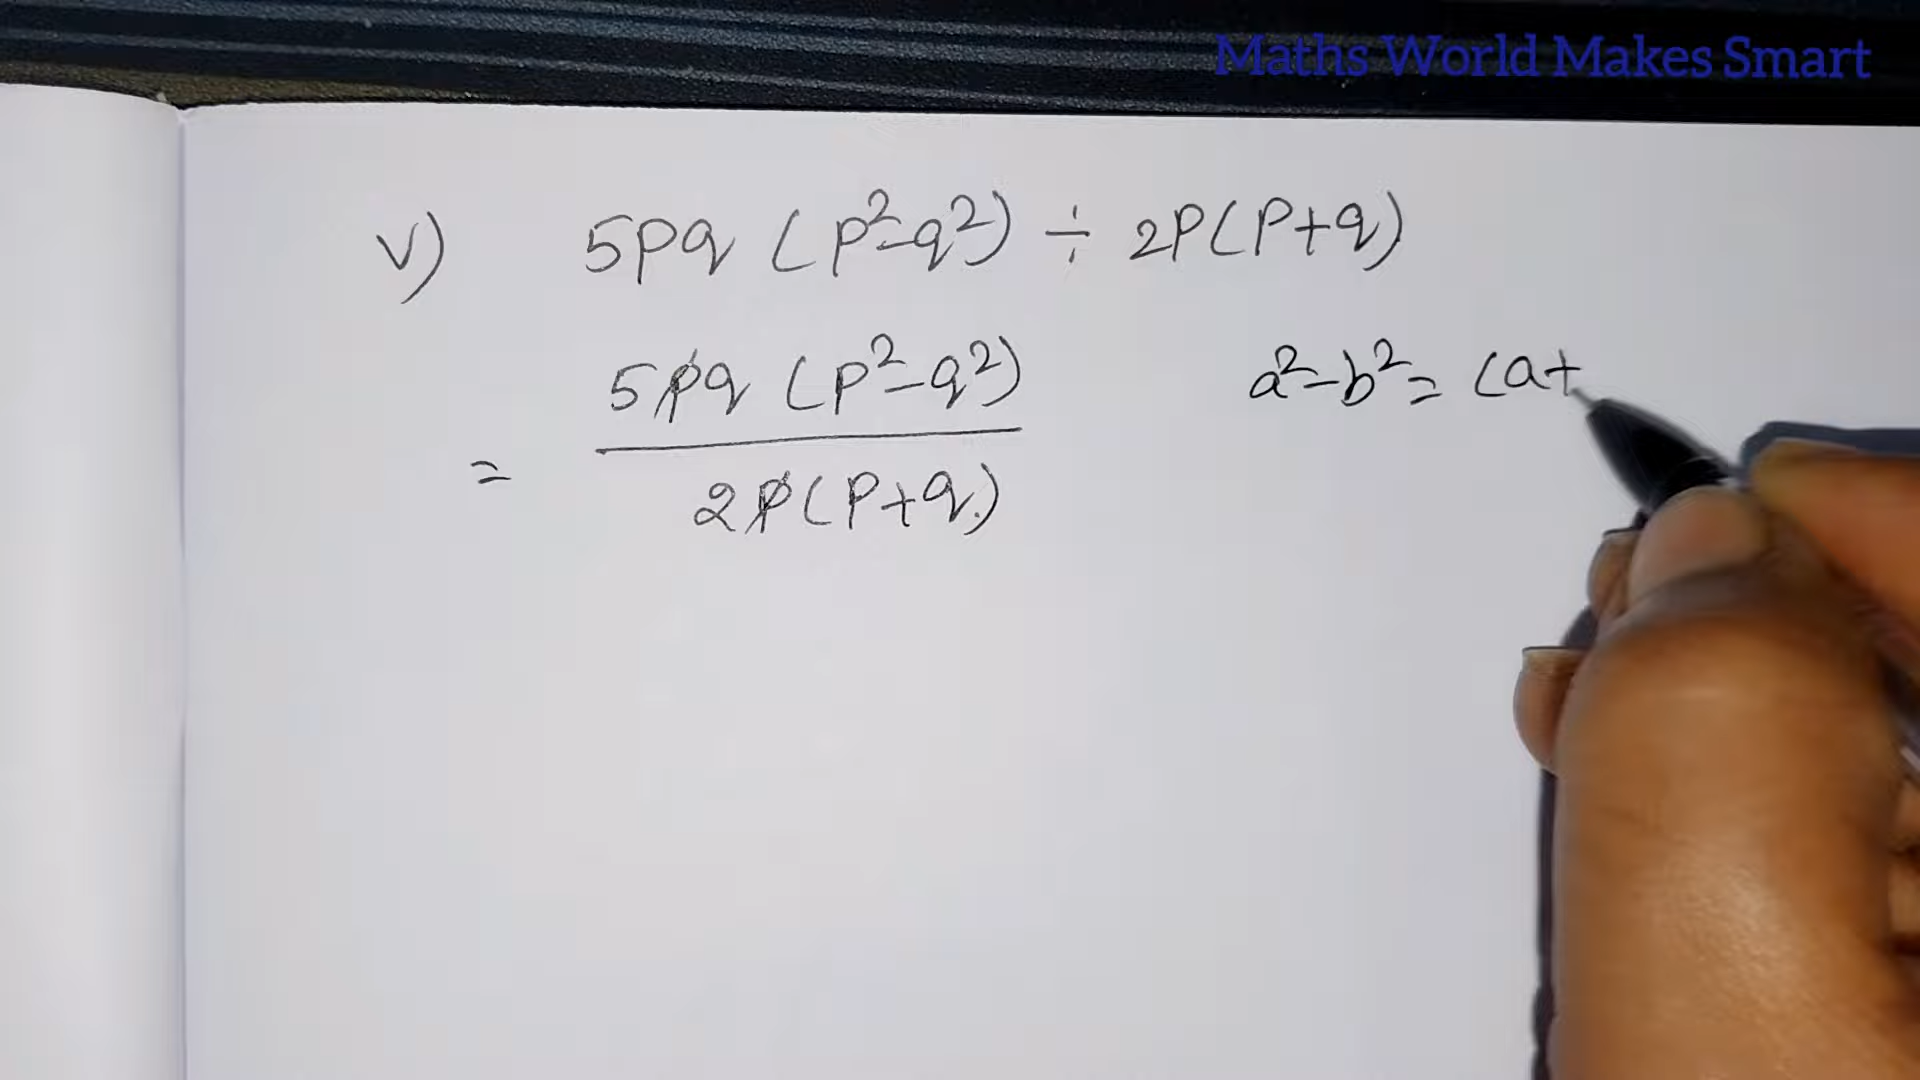 Maths World Makes Smart
v) 5pq (p²-q²) ÷ 2p(p+q)
5pq (p²-q²) a²-b² = (a+
=
2p(p+q)